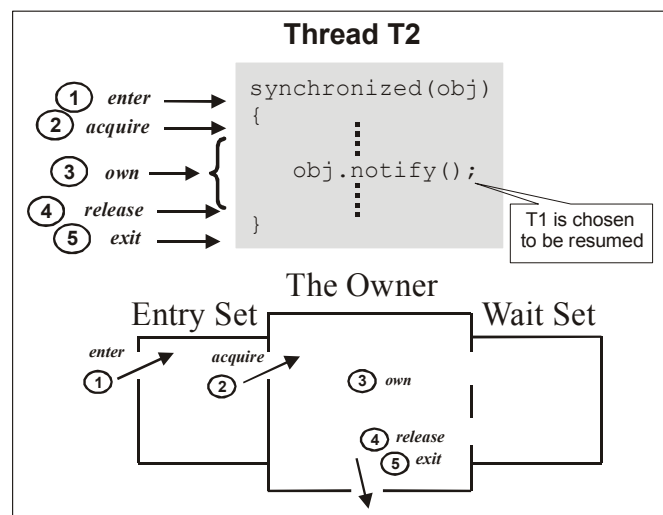 Thread T2
1 enter
synchronized(obj)
2 acquire
{
3 own
obj.notify();
4 release
5 exit
}
T1 is chosen
to be resumed
The Owner
Entry Set
Wait Set
enter
1
acquire
2
3 own
4 release
5 exit